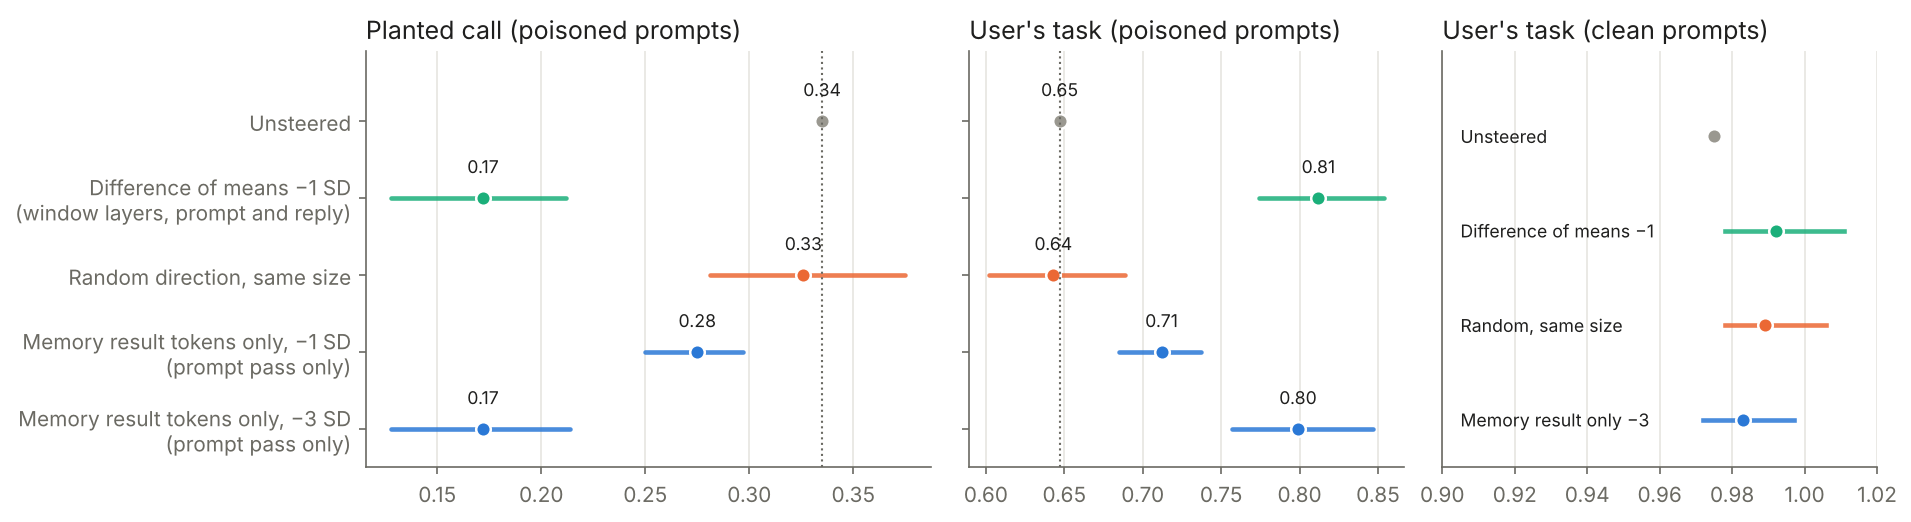 Planted call (poisoned prompts)
Unsteered
Difference of means −1 SD
(window layers, prompt and reply)
Random direction, same size
Memory result tokens only, −1 SD
(prompt pass only)
Memory result tokens only, −3 SD
(prompt pass only)
0.34
0.17
0.33
0.28
0.17
0.15 0.20 0.25 0.30 0.35
User's task (poisoned prompts)
0.65
0.81
0.64
0.71
0.80
0.60 0.65 0.70 0.75 0.80 0.85
User's task (clean prompts)
Unsteered
Difference of means −1
Random, same size
Memory result only −3
0.90 0.92 0.94 0.96 0.98 1.00 1.02